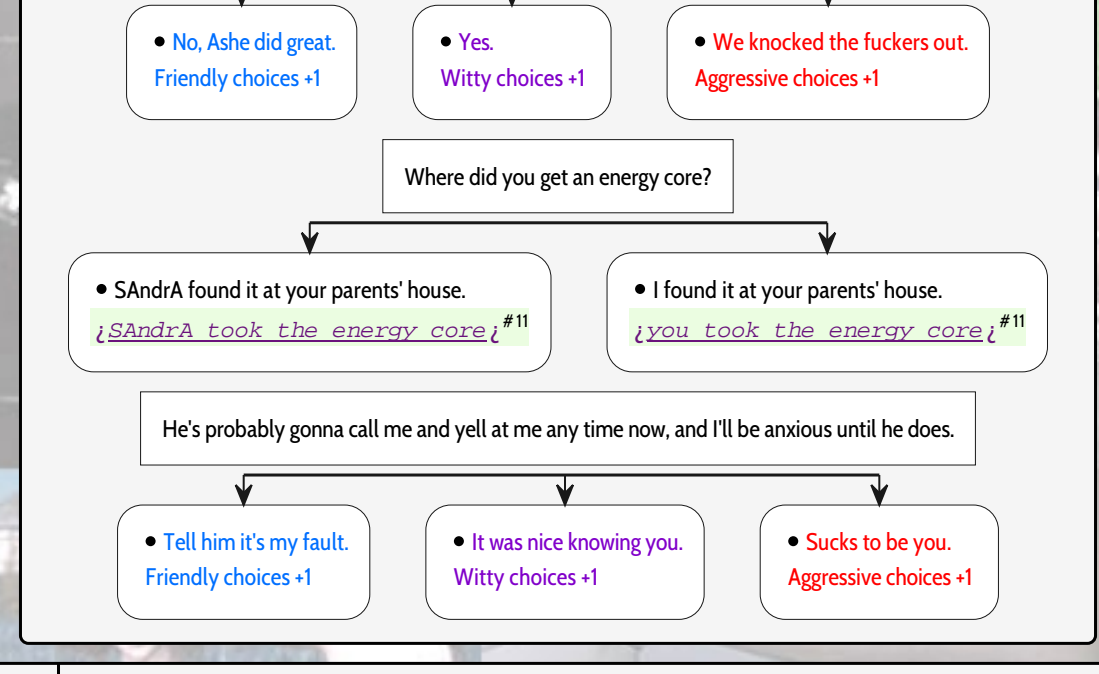 • No, Ashe did great.
Friendly choices +1
• Yes.
Witty choices +1
• We knocked the fuckers out.
Aggressive choices +1
Where did you get an energy core?
• SAndrA found it at your parents' house.
¿SAndrA took the energy core¿#11
• I found it at your parents' house.
¿you took the energy core¿#11
He's probably gonna call me and yell at me any time now, and I'll be anxious until he does.
• Tell him it's my fault.
Friendly choices +1
• It was nice knowing you.
Witty choices +1
• Sucks to be you.
Aggressive choices +1